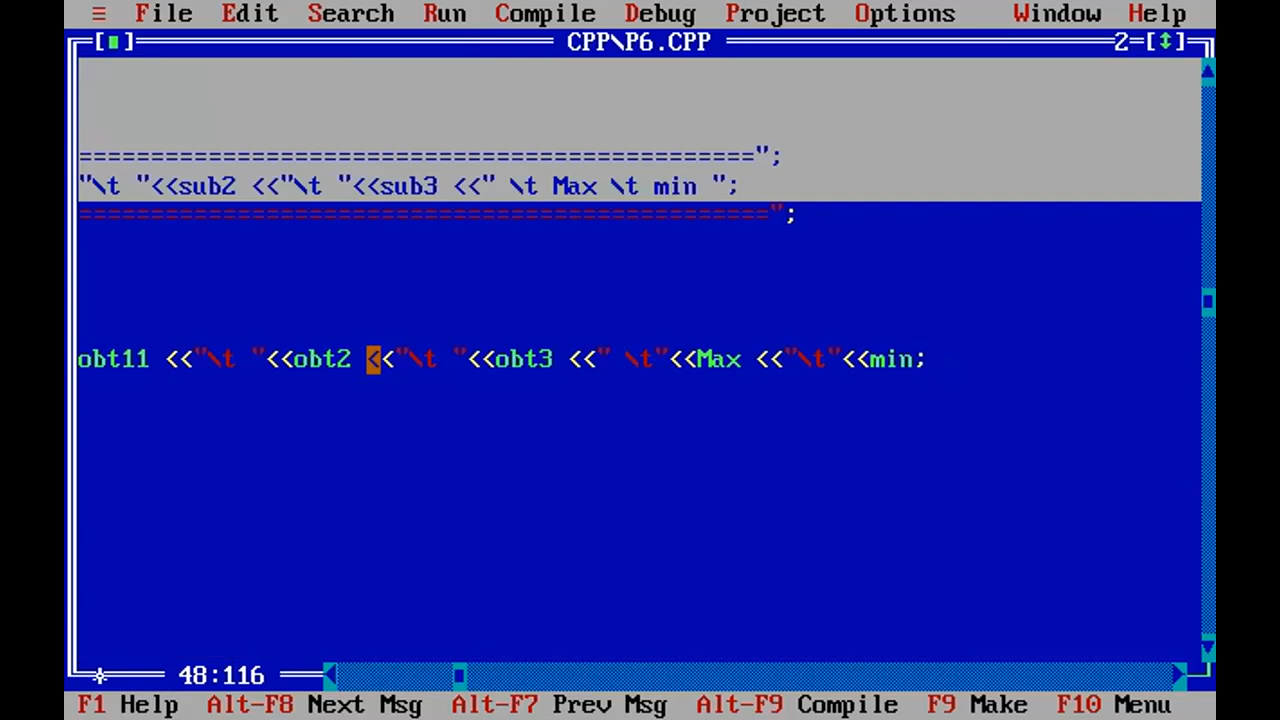 ≡ File Edit Search Run Compile Debug Project Options Window Help
[■] CPP\P6.CPP 2=[↕]
===============================================";
"\t "<<sub2 <<"\t "<<sub3 <<" \t Max \t min ";
================================================";
obt11 <<"\t "<<obt2 <<"\t "<<obt3 <<" \t"<<Max <<"\t"<<min;
48:116
F1 Help Alt-F8 Next Msg Alt-F7 Prev Msg Alt-F9 Compile F9 Make F10 Menu